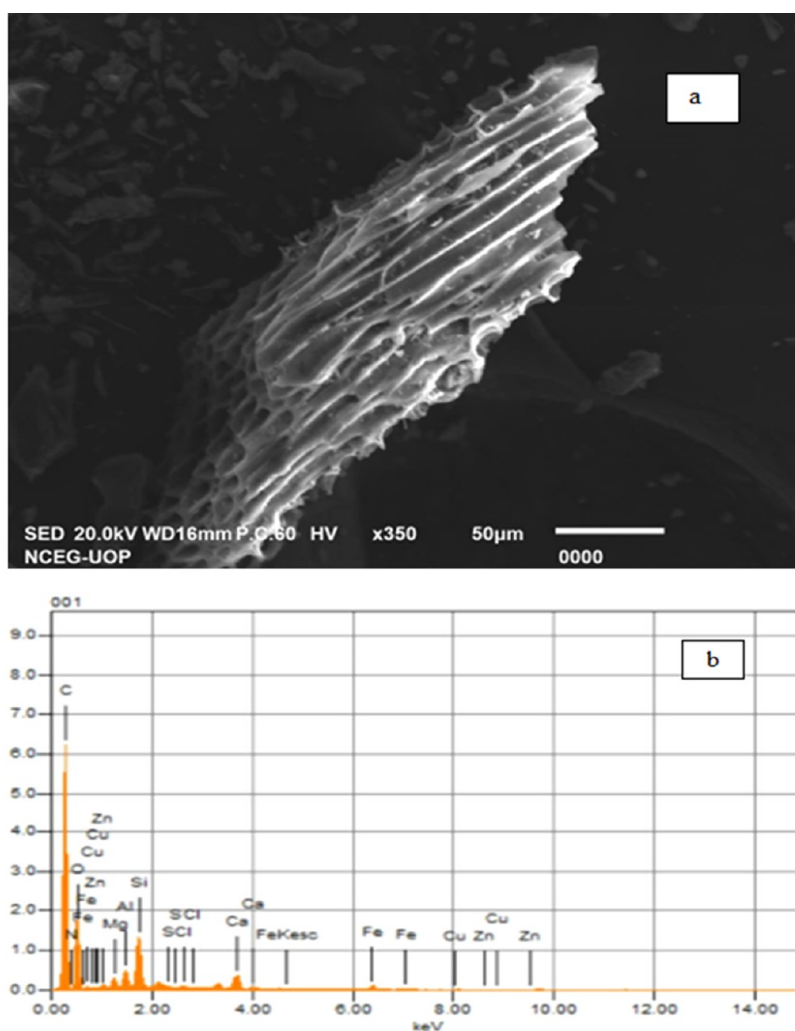 a
SED 20.0kV WD16mm P.C.60 HV x350 50µm
NCEG-UOP 0000
001
b
9.0
8.0
7.0
6.0
5.0
4.0
3.0
2.0
1.0
0.0
C
Zn
Cu
Cu
O
Zn
Fe
Fe
N
Mg
Al
Si
S Cl
S Cl
Ca
Ca
FeKesc
Fe
Fe
Cu
Zn
Cu
Zn
0.00 2.00 4.00 6.00 8.00 10.00 12.00 14.00
keV